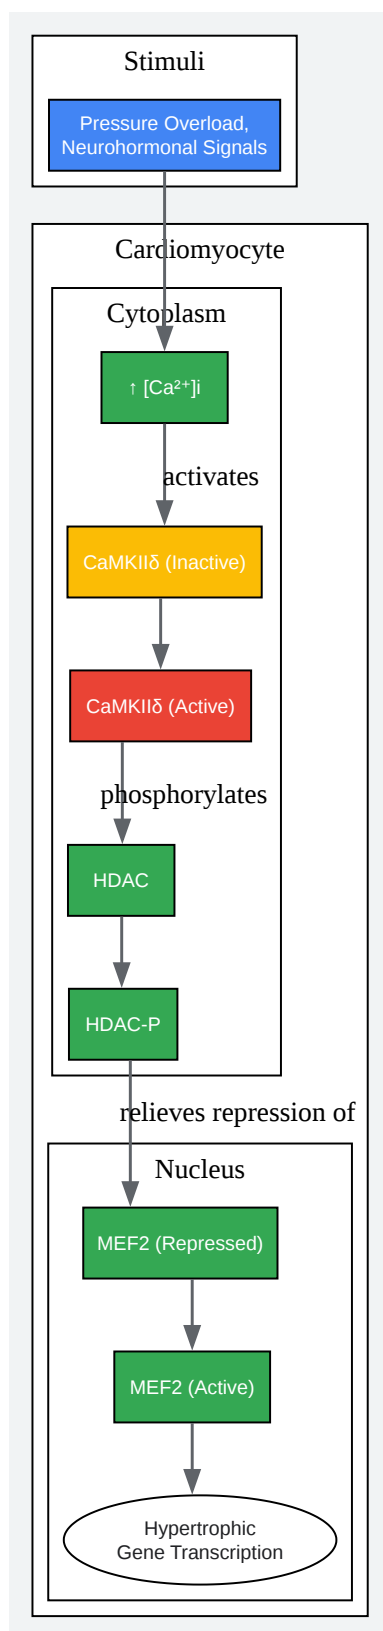 Stimuli
Pressure Overload,
Neurohormonal Signals
Cardiomyocyte
Cytoplasm
↑ [Ca²⁺]i
activates
CaMKIIδ (Inactive)
CaMKIIδ (Active)
phosphorylates
HDAC
HDAC-P
relieves repression of
Nucleus
MEF2 (Repressed)
MEF2 (Active)
Hypertrophic
Gene Transcription